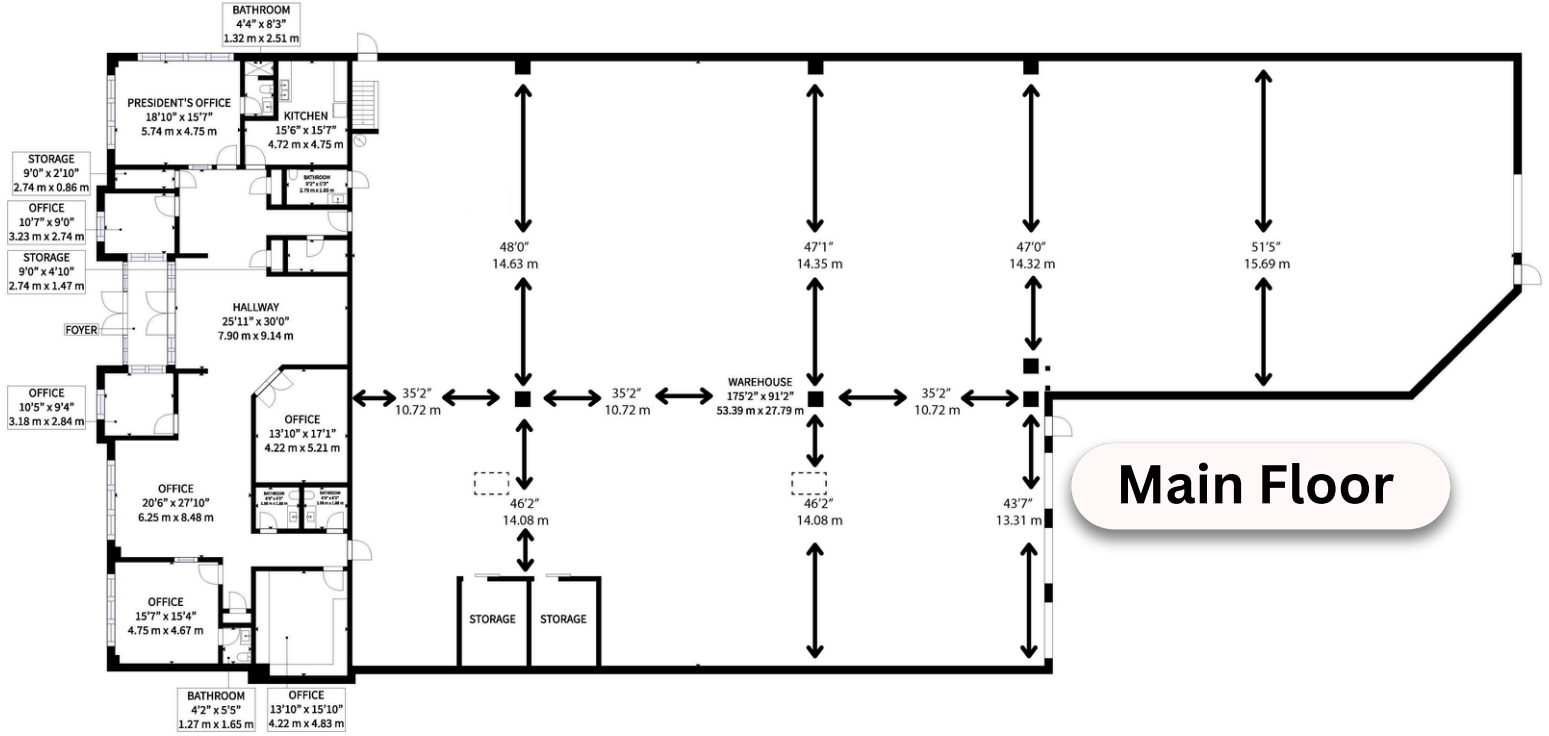 BATHROOM
4'4" x 8'3"
1.32 m x 2.51 m
PRESIDENT'S OFFICE
18'10" x 15'7"
5.74 m x 4.75 m
KITCHEN
15'6" x 15'7"
4.72 m x 4.75 m
STORAGE
9'0" x 2'10"
2.74 m x 0.86 m
BATHROOM
OFFICE
10'7" x 9'0"
3.23 m x 2.74 m
STORAGE
9'0" x 4'10"
2.74 m x 1.47 m
HALLWAY
25'11" x 30'0"
7.90 m x 9.14 m
FOYER
OFFICE
10'5" x 9'4"
3.18 m x 2.84 m
OFFICE
13'10" x 17'1"
4.22 m x 5.21 m
OFFICE
20'6" x 27'10"
6.25 m x 8.48 m
BATHROOM
BATHROOM
OFFICE
15'7" x 15'4"
4.75 m x 4.67 m
BATHROOM
4'2" x 5'5"
1.27 m x 1.65 m
OFFICE
13'10" x 15'10"
4.22 m x 4.83 m
48'0"
14.63 m
47'1"
14.35 m
47'0"
14.32 m
51'5"
15.69 m
35'2"
10.72 m
35'2"
10.72 m
WAREHOUSE
175'2" x 91'2"
53.39 m x 27.79 m
35'2"
10.72 m
46'2"
14.08 m
46'2"
14.08 m
43'7"
13.31 m
STORAGE
STORAGE
Main Floor